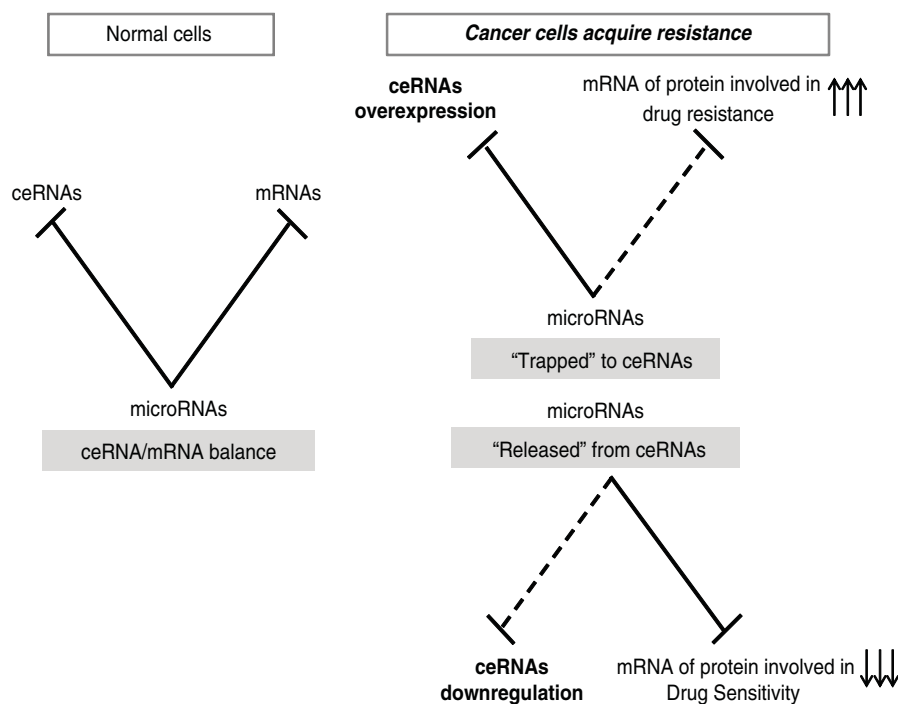 Normal cells
ceRNAs
mRNAs
microRNAs
ceRNA/mRNA balance
Cancer cells acquire resistance
ceRNAs
overexpression
mRNA of protein involved in
drug resistance
microRNAs
“Trapped” to ceRNAs
microRNAs
“Released” from ceRNAs
ceRNAs
downregulation
mRNA of protein involved in
Drug Sensitivity